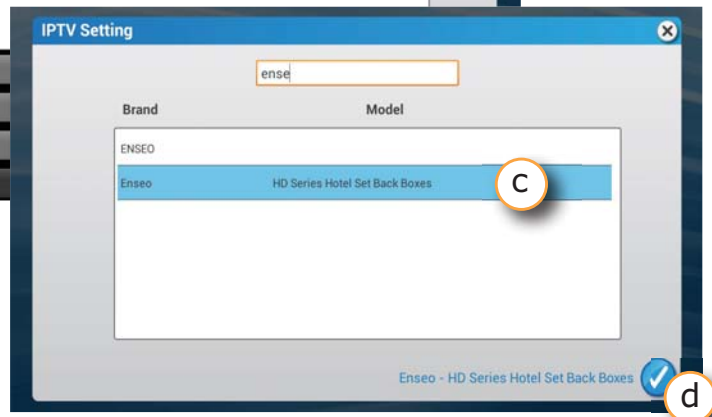 IPTV Setting
ense
Brand Model
ENSEO
Enseo HD Series Hotel Set Back Boxes C
Enseo - HD Series Hotel Set Back Boxes
d